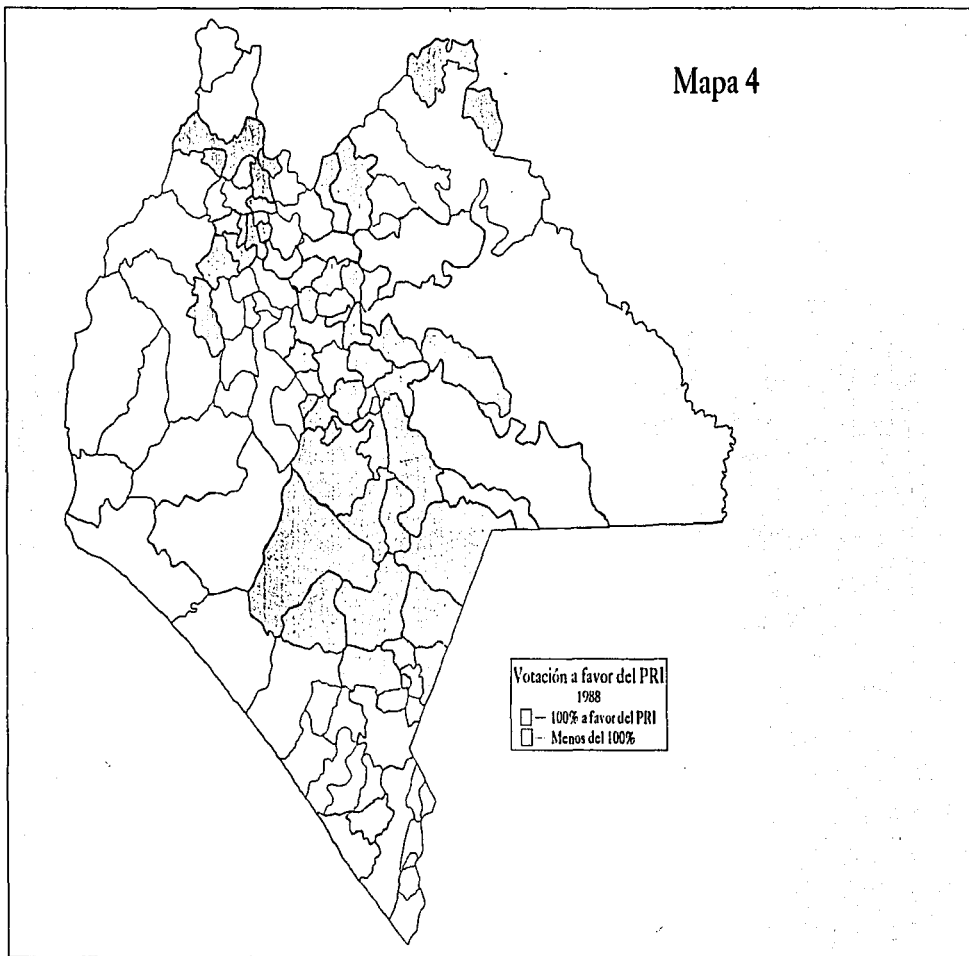 Mapa 4
Votación a favor del PRI
1988
— 100% a favor del PRI
- Menos del 100%